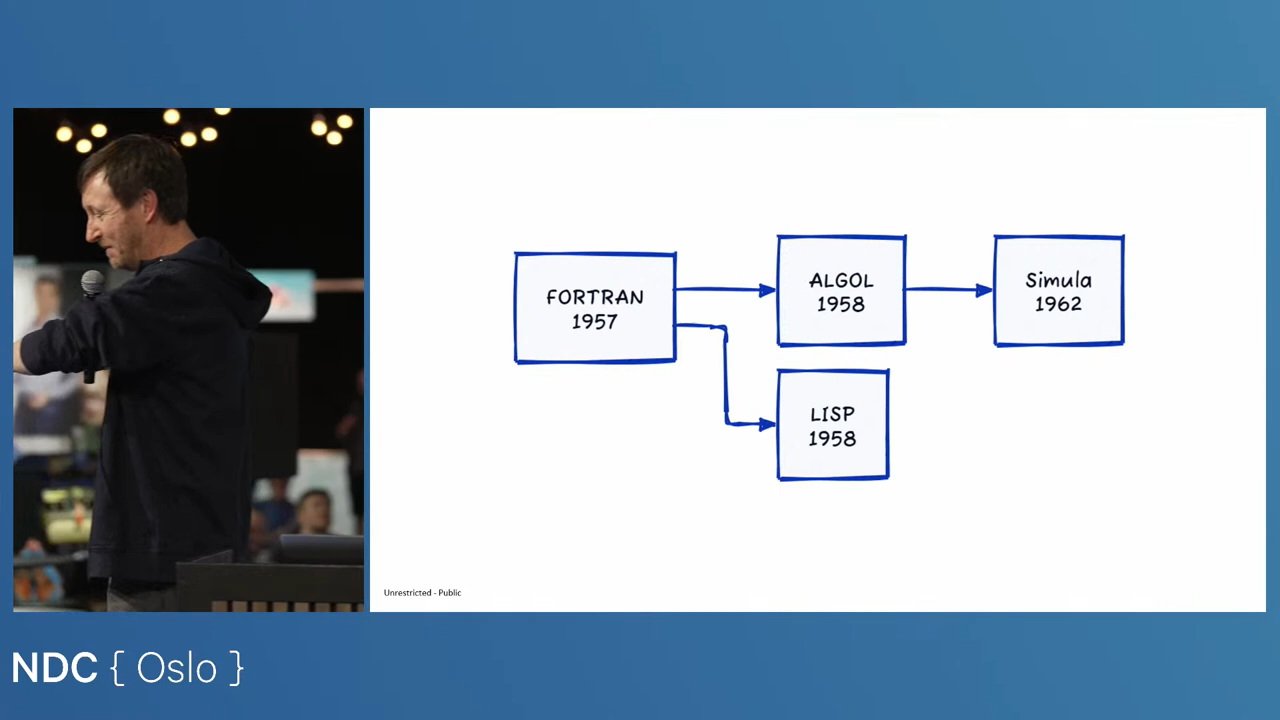 FORTRAN
1957
ALGOL
1958
Simula
1962
LISP
1958
Unrestricted - Public
NDC { Oslo }